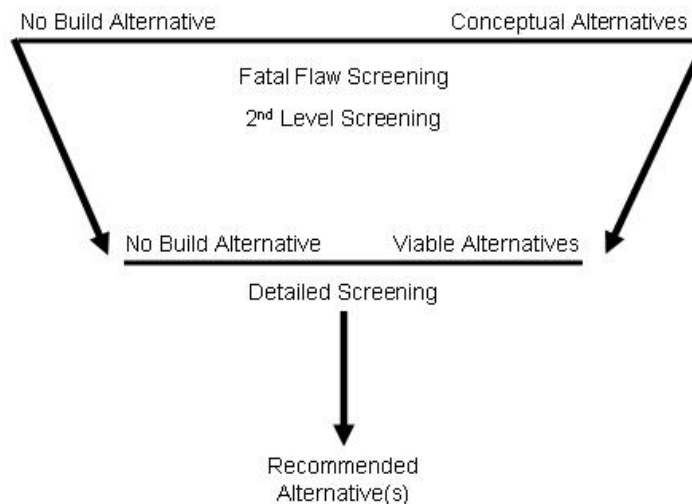 No Build Alternative Conceptual Alternatives
Fatal Flaw Screening
2nd Level Screening
No Build Alternative Viable Alternatives
Detailed Screening
Recommended
Alternative(s)